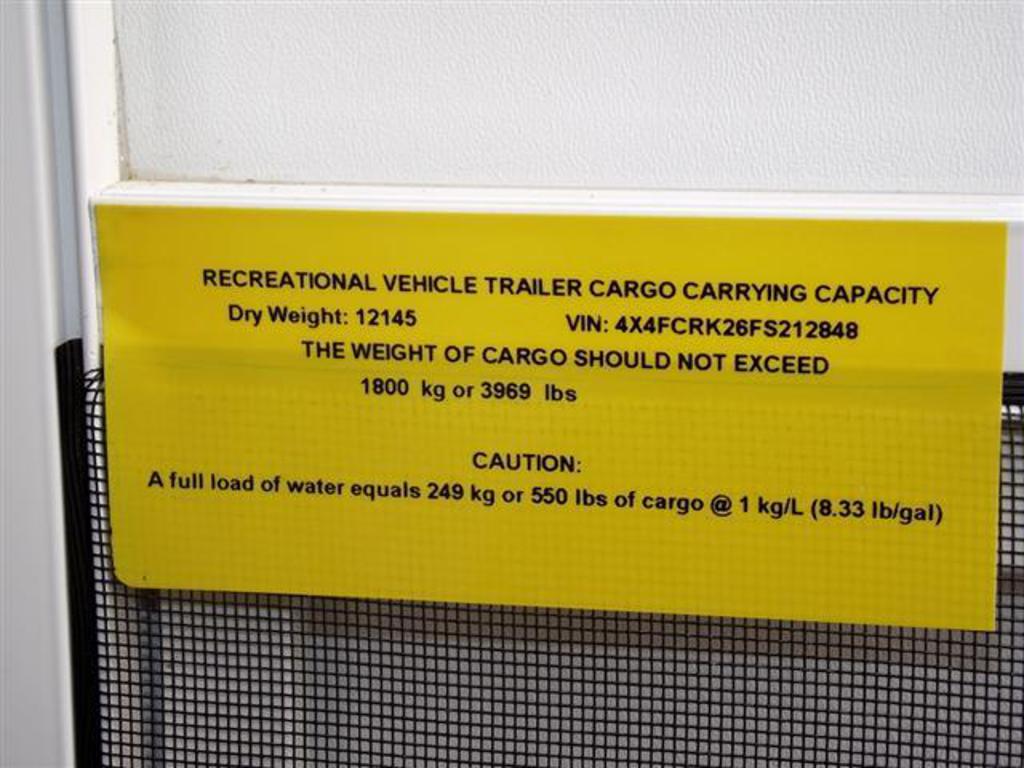 RECREATIONAL VEHICLE TRAILER CARGO CARRYING CAPACITY
Dry Weight: 12145 VIN: 4X4FCRK26FS212848
THE WEIGHT OF CARGO SHOULD NOT EXCEED
1800 kg or 3969 lbs
CAUTION:
A full load of water equals 249 kg or 550 lbs of cargo @ 1 kg/L (8.33 lb/gal)